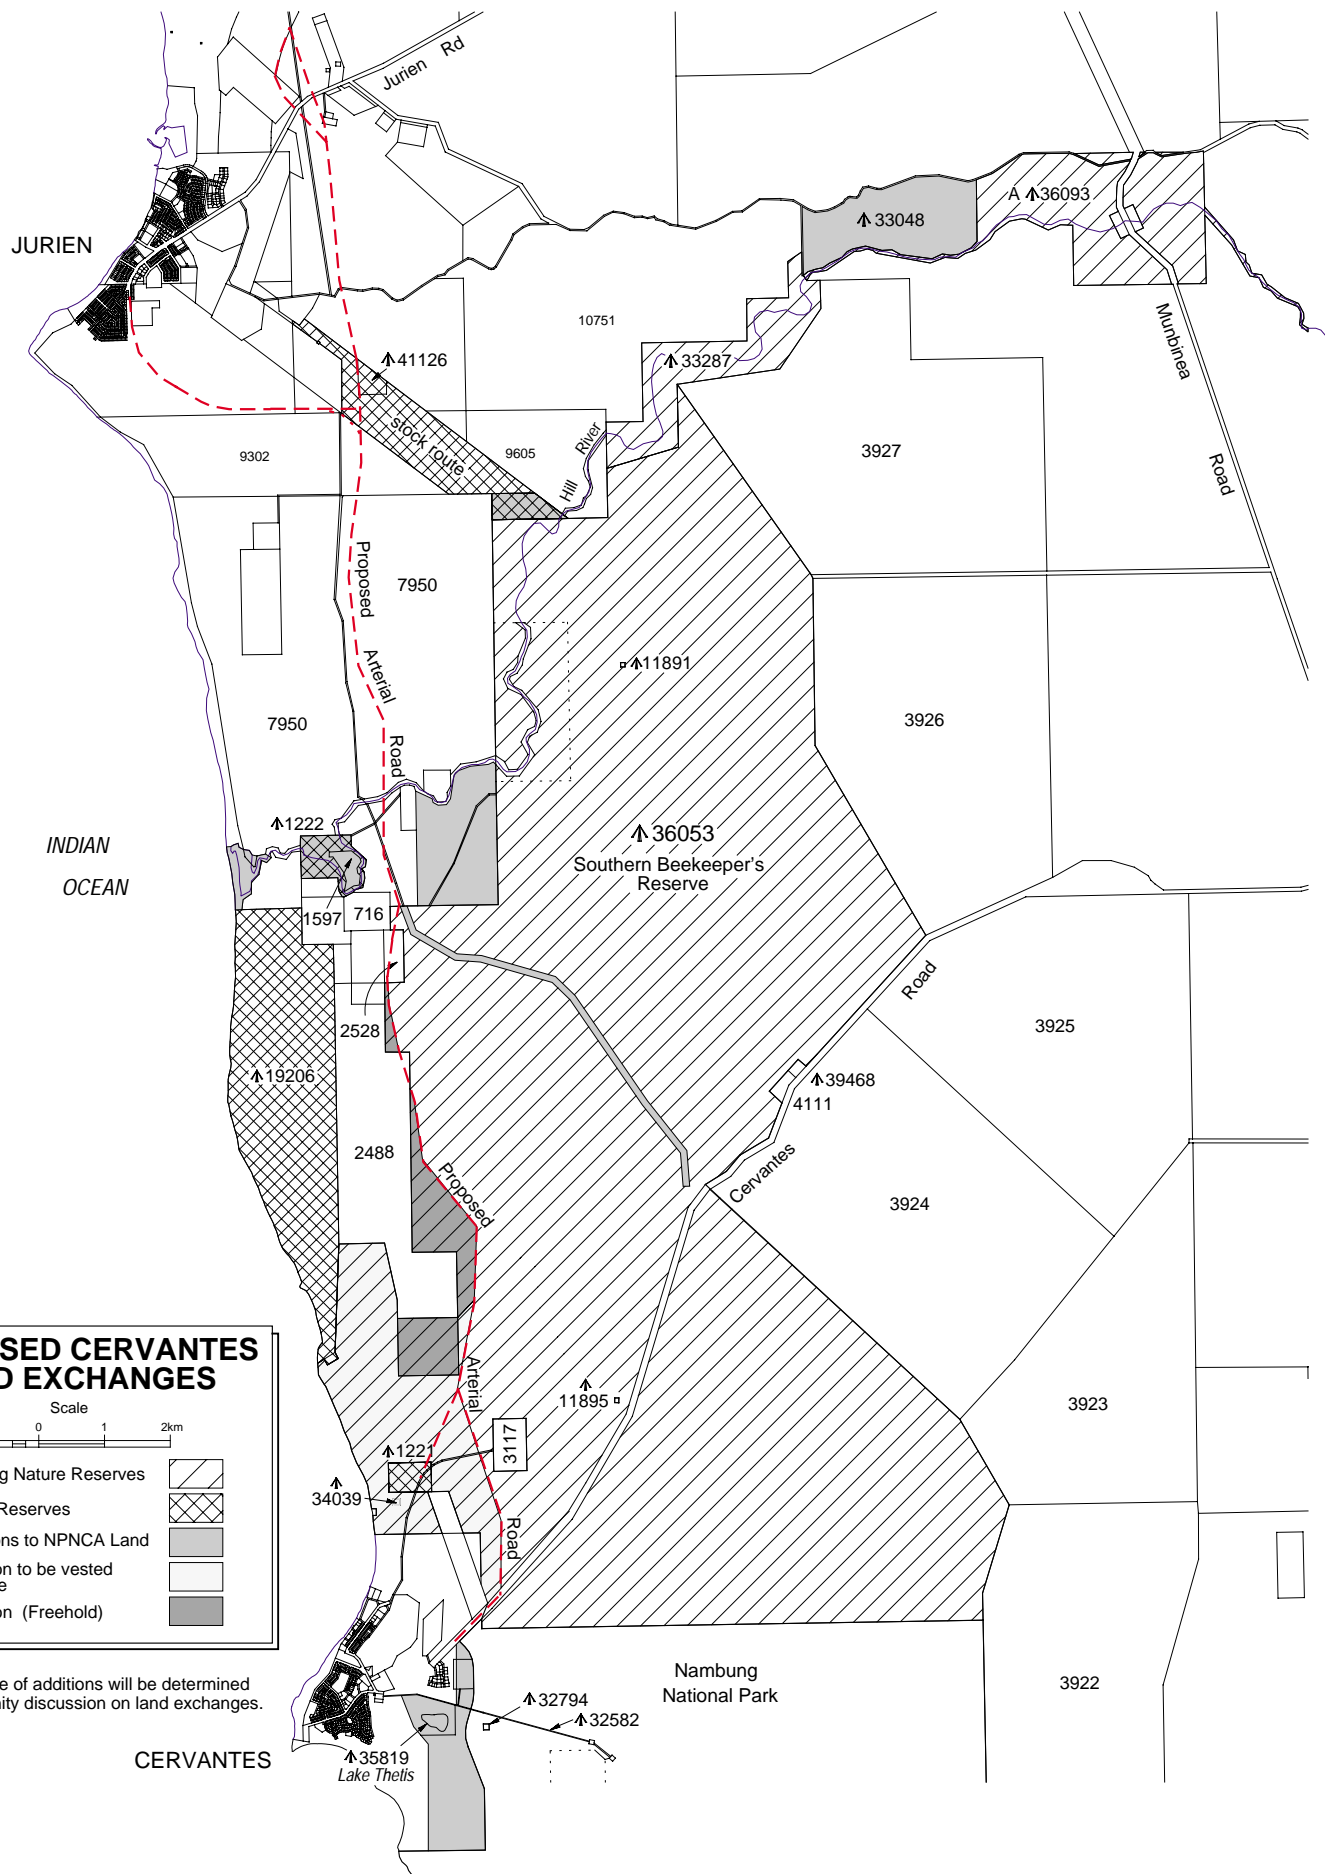 Jurien Rd
JURIEN
A 36093
33048
10751
41126
33287
Munbinea
Road
stock route
9302
9605
Hill River
3927
Proposed
7950
Arterial
11891
7950
Road
3926
1222
INDIAN
OCEAN
36053
Southern Beekeeper's
Reserve
1597
716
2528
Road
3925
19206
39468
4111
2488
Cervantes
Proposed
3924
SED CERVANTES
D EXCHANGES
Scale
0 1 2km
g Nature Reserves
Reserves
ns to NPNCA Land
n to be vested
e
n (Freehold)
Arterial
11895
3923
1221
3117
34039
Road
e of additions will be determined
nity discussion on land exchanges.
Nambung
National Park
3922
32794
32582
CERVANTES
35819
Lake Thetis